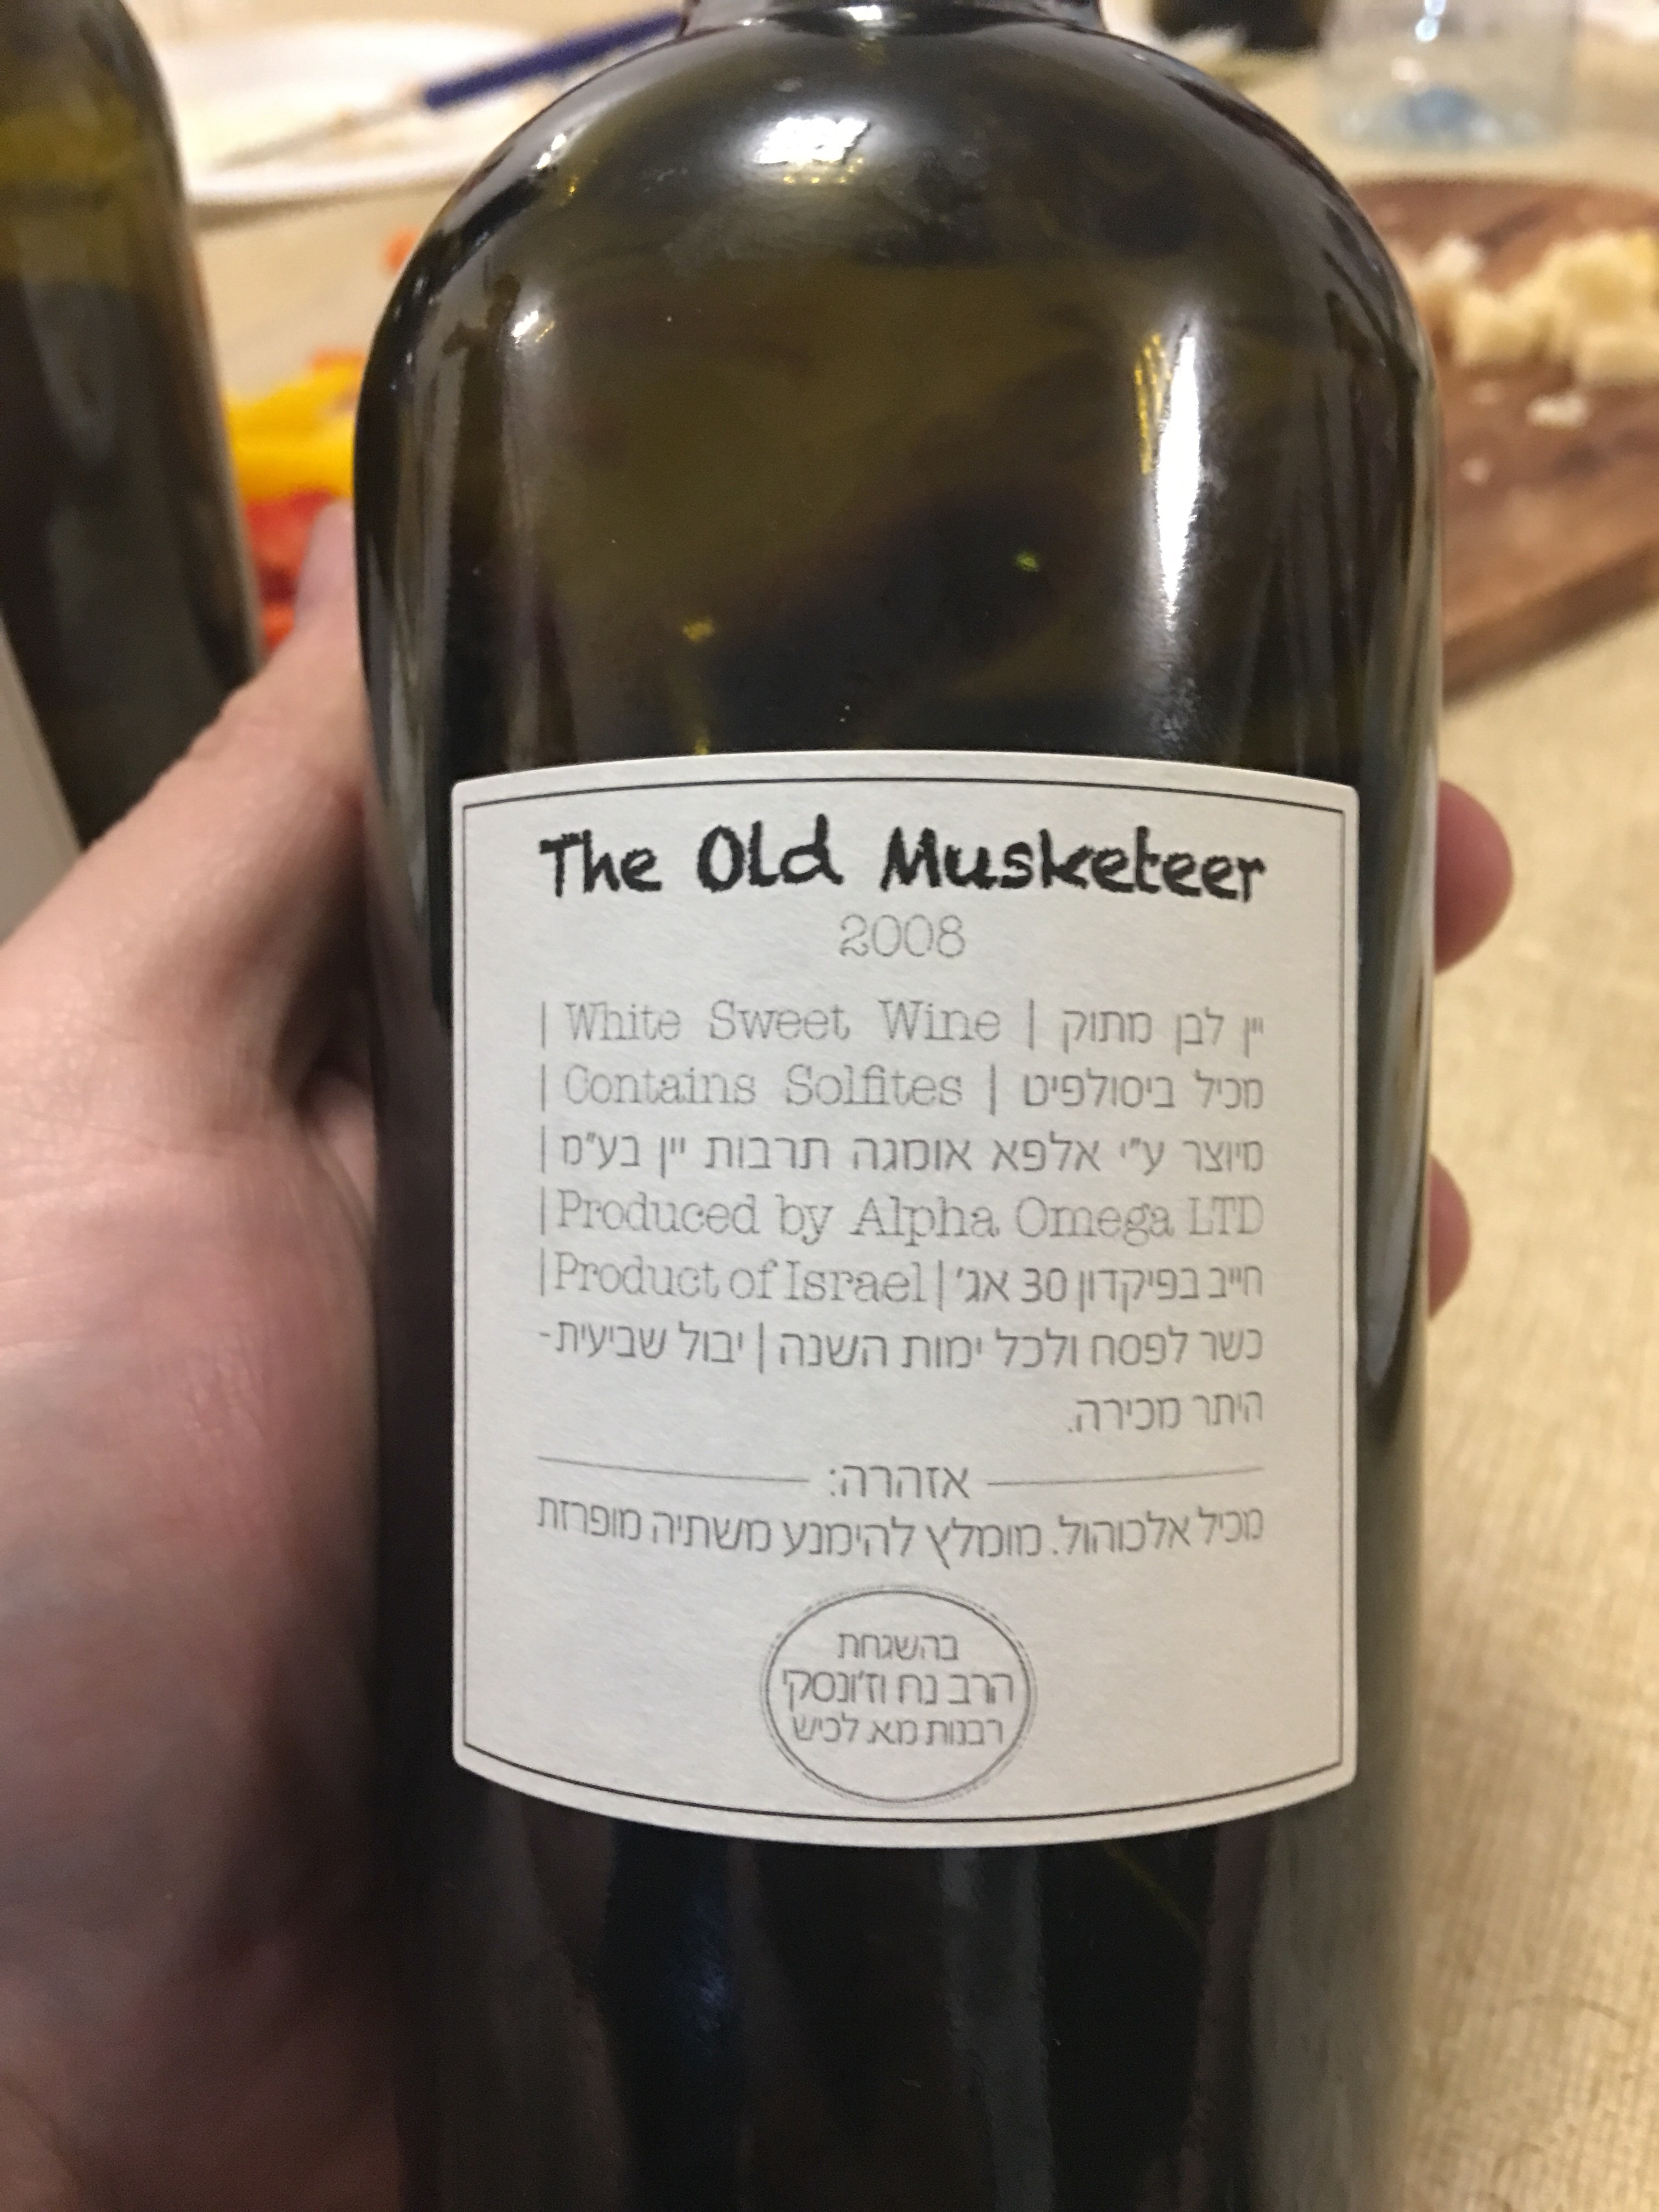 The Old Musketeer
2008
| White Sweet Wine | יין לבן מתוק
| Contains Solfites | מכיל ביסולפיט
מיוצר ע"י אלפא אומגה תרבות יין בע"מ |
|Produced by Alpha Omega LTD
|Product of Israel| חייב בפיקדון 30 אג'
כשר לפסח ולכל ימות השנה | יבול שביעית-
היתר מכירה.
אזהרה:
מכיל אלכוהול. מומלץ להימנע משתיה מופרזת
בהשגחת
הרב נח וז'ונסקי
רבנות מ.א. לכיש